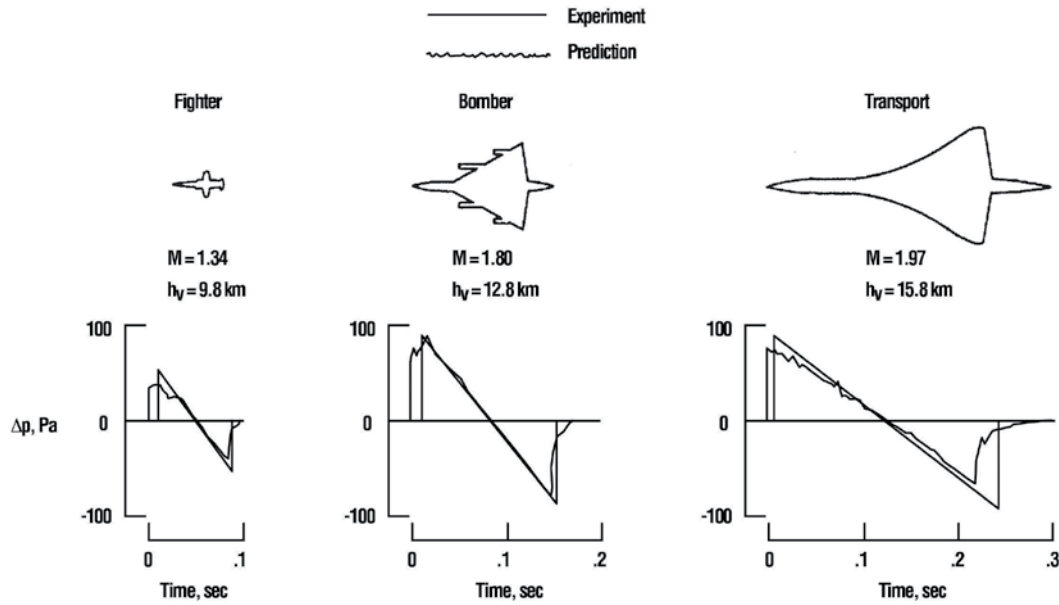 Experiment
Prediction
Fighter
Bomber
Transport
M = 1.34
h_v = 9.8 km
M = 1.80
h_v = 12.8 km
M = 1.97
h_v = 15.8 km
Δp, Pa
100
0
-100
0 .1
Time, sec
100
0
-100
0 .1 .2
Time, sec
100
0
-100
0 .1 .2 .3
Time, sec